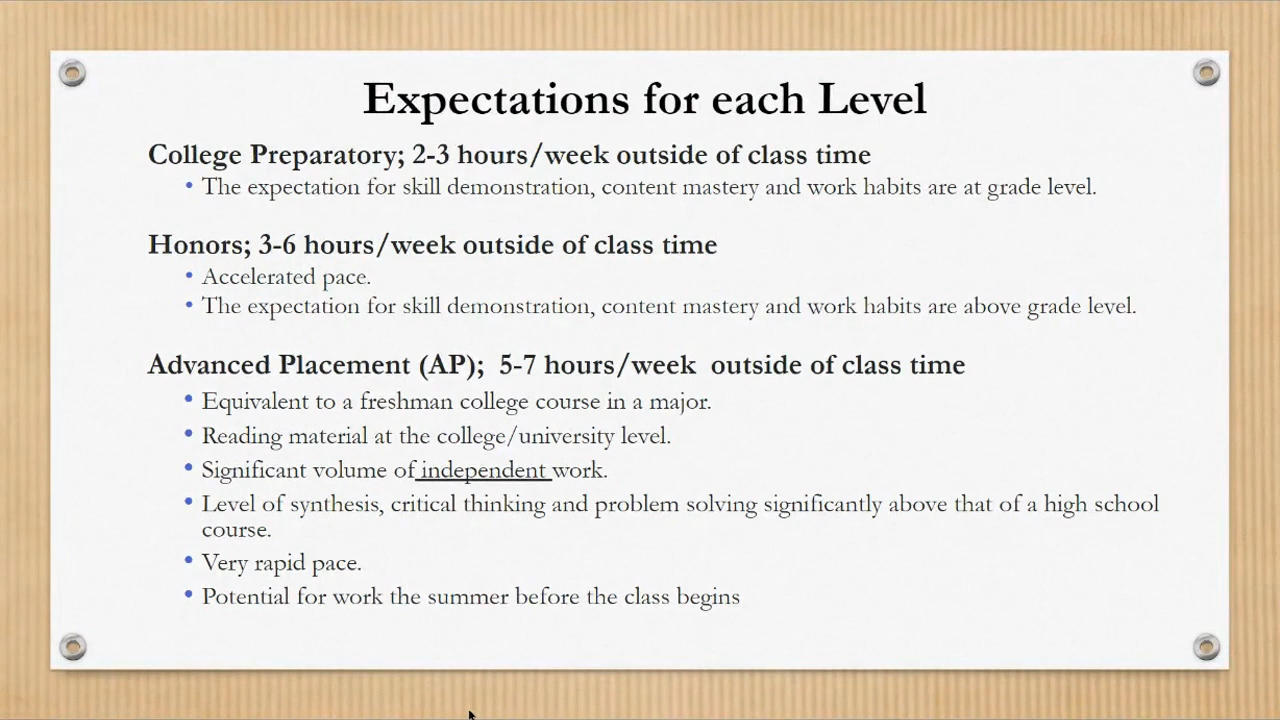 Expectations for each Level
College Preparatory; 2-3 hours/week outside of class time
• The expectation for skill demonstration, content mastery and work habits are at grade level.
Honors; 3-6 hours/week outside of class time
• Accelerated pace.
• The expectation for skill demonstration, content mastery and work habits are above grade level.
Advanced Placement (AP);  5-7 hours/week  outside of class time
• Equivalent to a freshman college course in a major.
• Reading material at the college/university level.
• Significant volume of independent work.
• Level of synthesis, critical thinking and problem solving significantly above that of a high school
course.
• Very rapid pace.
• Potential for work the summer before the class begins